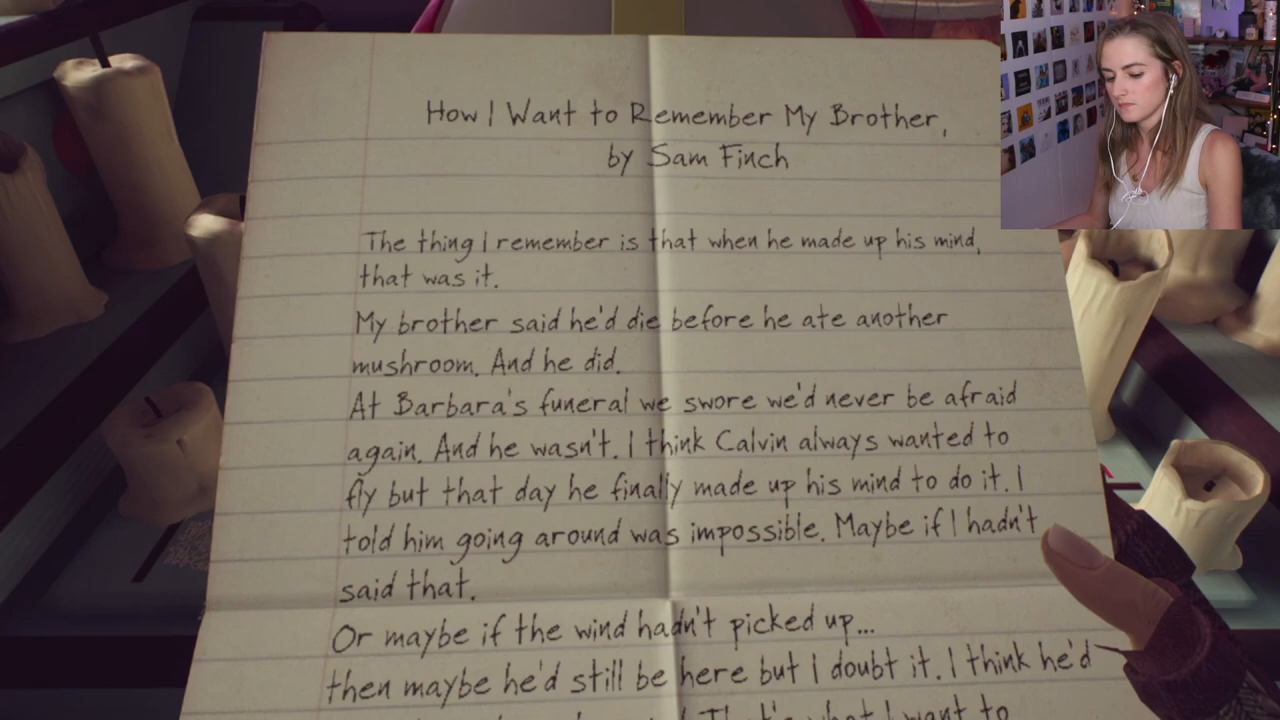 How I Want to Remember My Brother,
by Sam Finch
The thing I remember is that when he made up his mind,
that was it.
My brother said he'd die before he ate another
mushroom. And he did.
At Barbara's funeral we swore we'd never be afraid
again. And he wasn't. I think Calvin always wanted to
fly but that day he finally made up his mind to do it. I
told him going around was impossible. Maybe if I hadn't
said that.
Or maybe if the wind hadn't picked up...
then maybe he'd still be here but I doubt it. I think he'd
That's what I want to